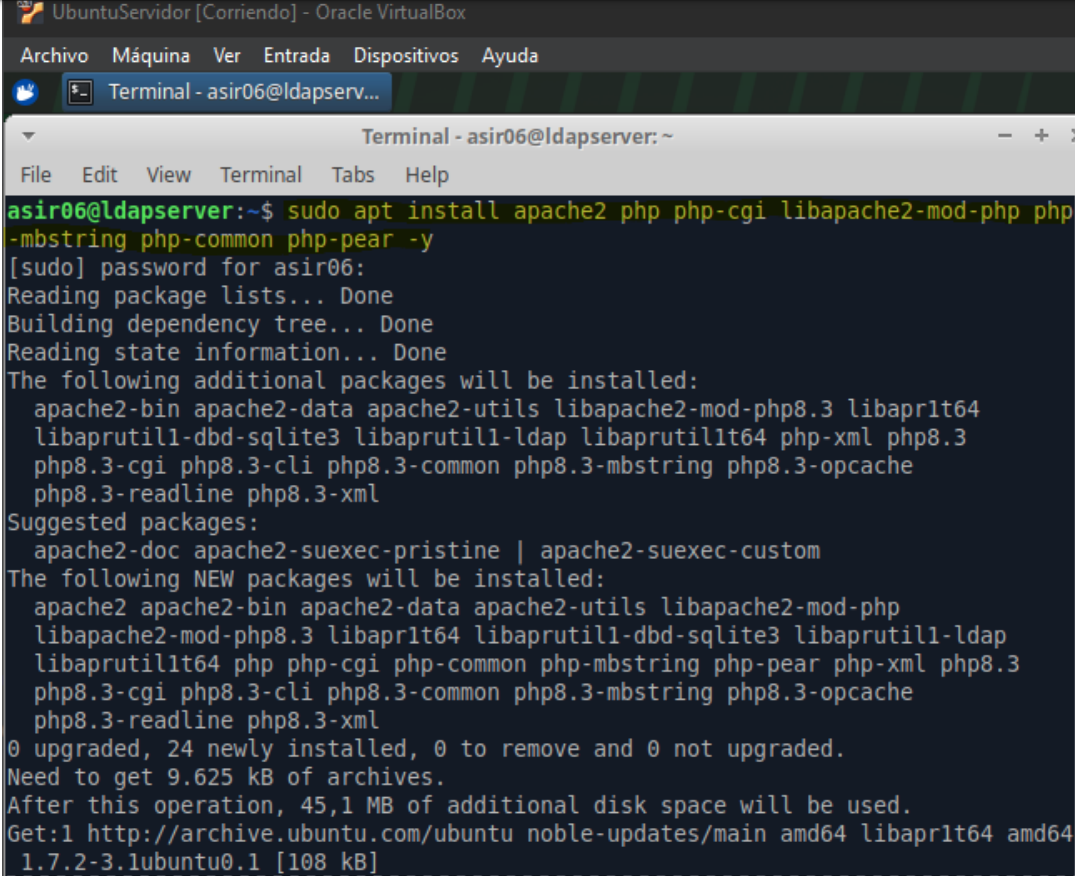 UbuntuServidor [Corriendo] - Oracle VirtualBox
Archivo Máquina Ver Entrada Dispositivos Ayuda
Terminal - asir06@ldapserv...
Terminal - asir06@ldapserver: ~
File Edit View Terminal Tabs Help
asir06@ldapserver:~$ sudo apt install apache2 php php-cgi libapache2-mod-php php
-mbstring php-common php-pear -y
[sudo] password for asir06:
Reading package lists... Done
Building dependency tree... Done
Reading state information... Done
The following additional packages will be installed:
apache2-bin apache2-data apache2-utils libapache2-mod-php8.3 libapr1t64
libaprutil1-dbd-sqlite3 libaprutil1-ldap libaprutil1t64 php-xml php8.3
php8.3-cgi php8.3-cli php8.3-common php8.3-mbstring php8.3-opcache
php8.3-readline php8.3-xml
Suggested packages:
apache2-doc apache2-suexec-pristine | apache2-suexec-custom
The following NEW packages will be installed:
apache2 apache2-bin apache2-data apache2-utils libapache2-mod-php
libapache2-mod-php8.3 libapr1t64 libaprutil1-dbd-sqlite3 libaprutil1-ldap
libaprutil1t64 php php-cgi php-common php-mbstring php-pear php-xml php8.3
php8.3-cgi php8.3-cli php8.3-common php8.3-mbstring php8.3-opcache
php8.3-readline php8.3-xml
0 upgraded, 24 newly installed, 0 to remove and 0 not upgraded.
Need to get 9.625 kB of archives.
After this operation, 45,1 MB of additional disk space will be used.
Get:1 http://archive.ubuntu.com/ubuntu noble-updates/main amd64 libapr1t64 amd64
1.7.2-3.1ubuntu0.1 [108 kB]